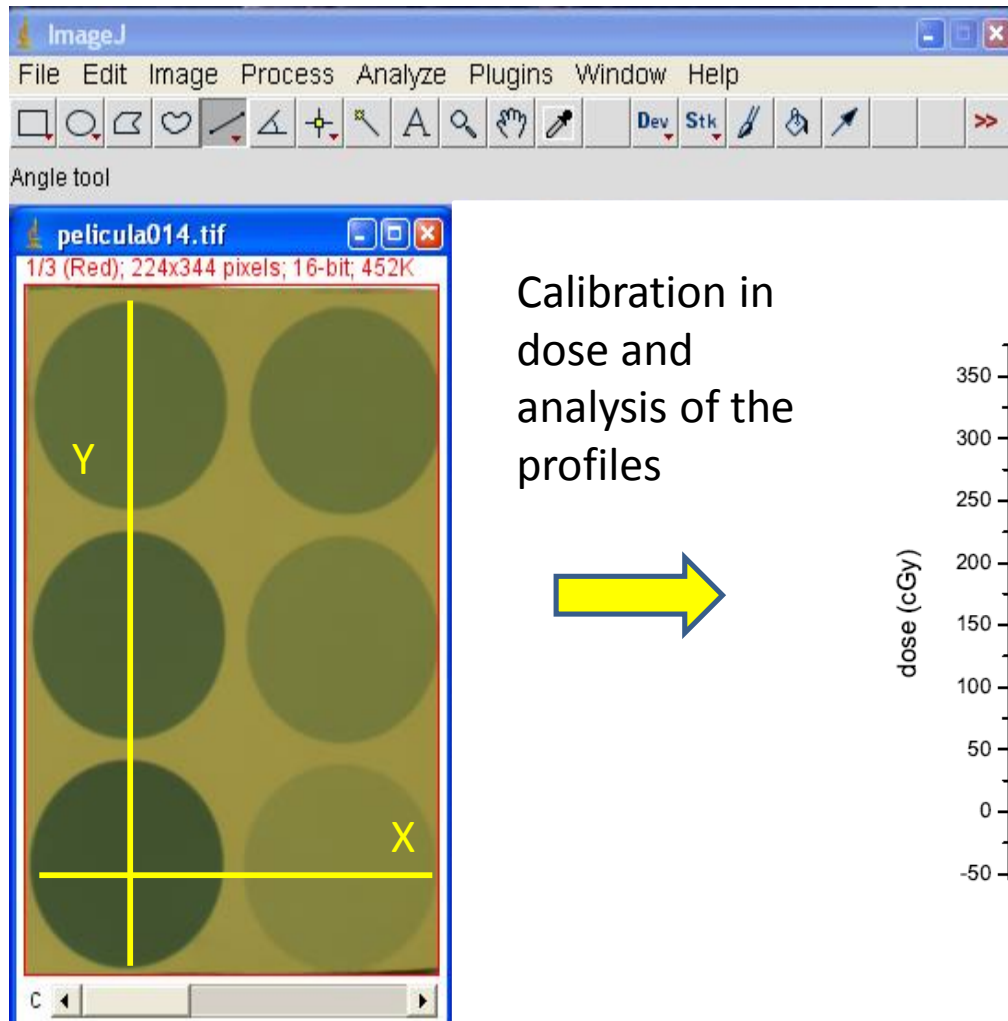 ImageJ
File Edit Image Process Analyze Plugins Window Help
A Dev Stk >>
Angle tool
pelicula014.tif
1/3 (Red); 224x344 pixels; 16-bit; 452K
Y
X
C
Calibration in
dose and
analysis of the
profiles
dose (cGy)
350
300
250
200
150
100
50
0
-50